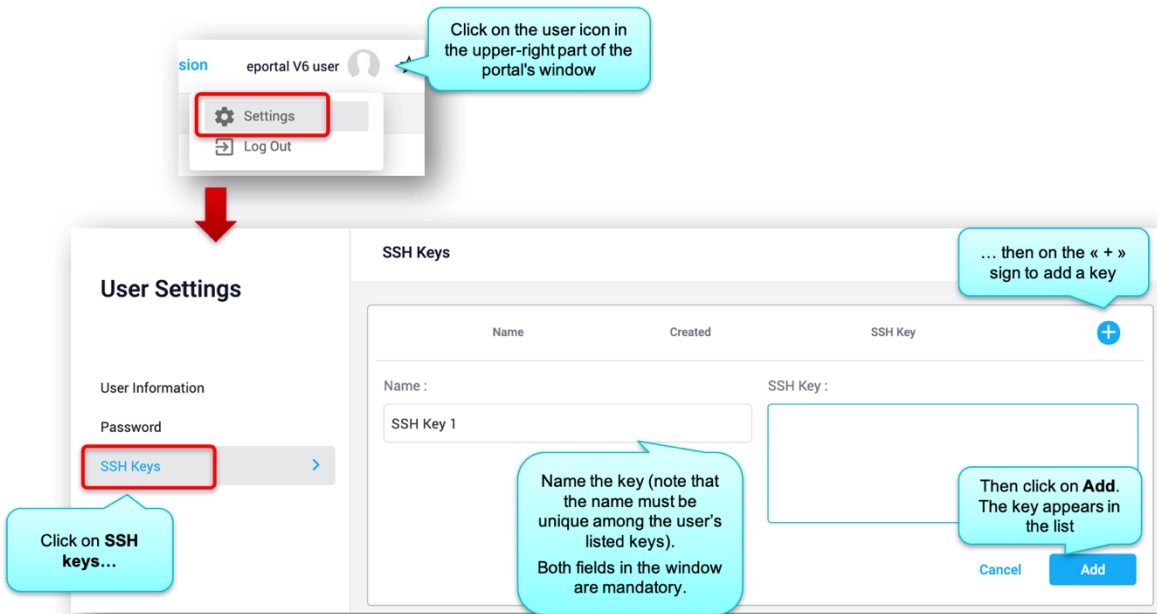 Click on the user icon in
the upper-right part of the
portal's window
sion
eportal V6 user
Settings
Log Out
User Settings
User Information
Password
SSH Keys
Click on SSH
keys...
SSH Keys
... then on the « + »
sign to add a key
Name
Created
SSH Key
Name :
SSH Key :
SSH Key 1
Name the key (note that
the name must be
unique among the user's
listed keys).
Both fields in the window
are mandatory.
Then click on Add.
The key appears in
the list
Cancel
Add